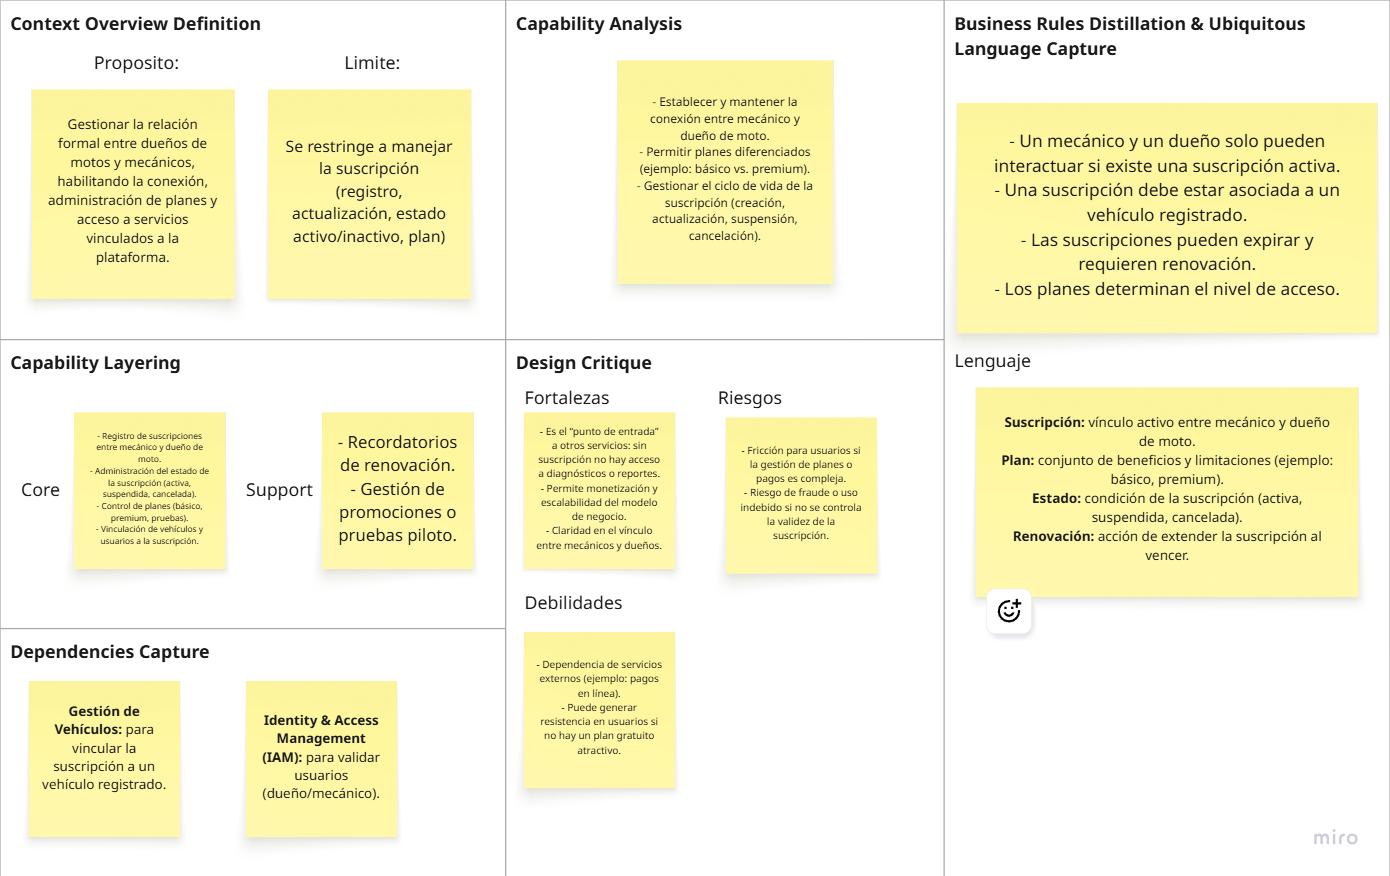 Context Overview Definition
Proposito:
Limite:
Gestionar la relación
formal entre dueños de
motos y mecánicos,
habilitando la conexión,
administración de planes y
acceso a servicios
vinculados a la
plataforma.
Se restringe a manejar
la suscripción
(registro,
actualización, estado
activo/inactivo, plan)
Capability Analysis
- Establecer y mantener la
conexión entre mecánico y
dueño de moto.
- Permitir planes diferenciados
(ejemplo: básico vs. premium).
- Gestionar el ciclo de vida de la
suscripción (creación,
actualización, suspensión,
cancelación).
Business Rules Distillation & Ubiquitous
Language Capture
- Un mecánico y un dueño solo pueden
interactuar si existe una suscripción activa.
- Una suscripción debe estar asociada a un
vehículo registrado.
- Las suscripciones pueden expirar y
requieren renovación.
- Los planes determinan el nivel de acceso.
Lenguaje
Suscripción: vínculo activo entre mecánico y dueño
de moto.
Plan: conjunto de beneficios y limitaciones (ejemplo:
básico, premium).
Estado: condición de la suscripción (activa,
suspendida, cancelada).
Renovación: acción de extender la suscripción al
vencer.
Capability Layering
Core
- Registro de suscripciones
entre mecánico y dueño de
moto.
- Administración del estado de
la suscripción (activa,
suspendida, cancelada).
- Control de planes (básico,
premium, pruebas).
- Vinculación de vehículos y
usuarios a la suscripción.
Support
- Recordatorios
de renovación.
- Gestión de
promociones o
pruebas piloto.
Design Critique
Fortalezas
- Es el “punto de entrada”
a otros servicios: sin
suscripción no hay acceso
a diagnósticos o reportes.
- Permite monetización y
escalabilidad del modelo
de negocio.
- Claridad en el vínculo
entre mecánicos y dueños.
Riesgos
- Fricción para usuarios si
la gestión de planes o
pagos es compleja.
- Riesgo de fraude o uso
indebido si no se controla
la validez de la
suscripción.
Debilidades
- Dependencia de servicios
externos (ejemplo: pagos
en línea).
- Puede generar
resistencia en usuarios si
no hay un plan gratuito
atractivo.
Dependencies Capture
Gestión de
Vehículos: para
vincular la
suscripción a un
vehículo registrado.
Identity & Access
Management
(IAM): para validar
usuarios
(dueño/mecánico).
miro